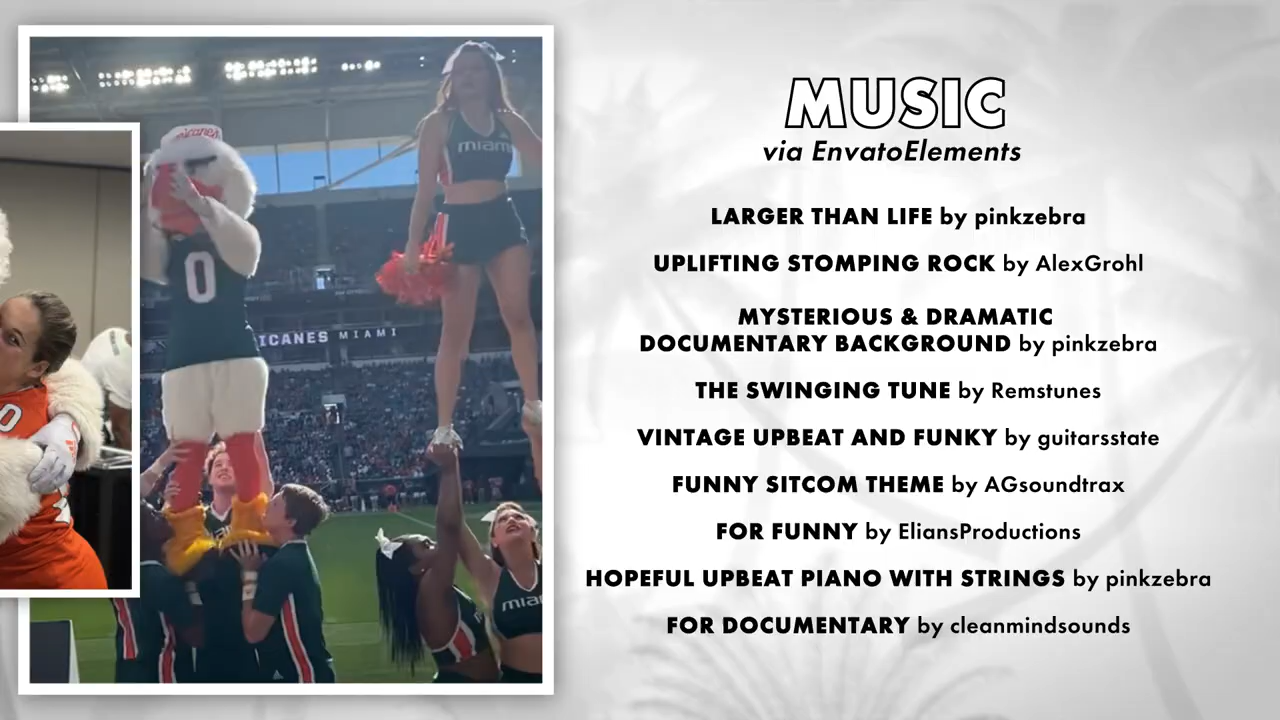 MUSIC
via EnvatoElements
LARGER THAN LIFE by pinkzebra
UPLIFTING STOMPING ROCK by AlexGrohl
MYSTERIOUS & DRAMATIC
DOCUMENTARY BACKGROUND by pinkzebra
THE SWINGING TUNE by Remstunes
VINTAGE UPBEAT AND FUNKY by guitarsstate
FUNNY SITCOM THEME by AGsoundtrax
FOR FUNNY by EliansProductions
HOPEFUL UPBEAT PIANO WITH STRINGS by pinkzebra
FOR DOCUMENTARY by cleanmindsounds
miami
0
ICANES MIAMI
0